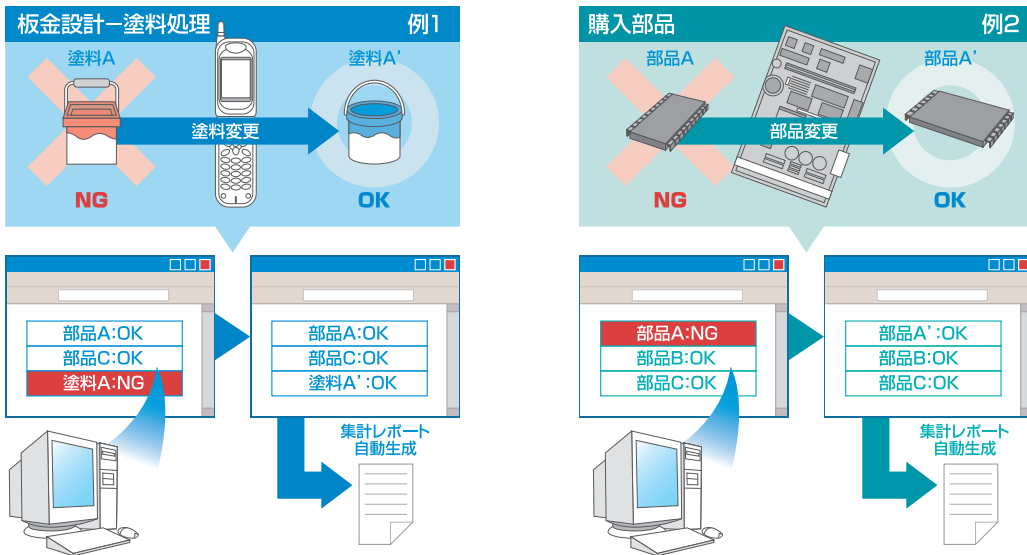 板金設計ー塗料処理 例1
塗料A
塗料A'
塗料変更
NG
OK
部品A:OK
部品C:OK
塗料A:NG
部品A:OK
部品C:OK
塗料A':OK
集計レポート
自動生成
購入部品 例2
部品A
部品A'
部品変更
NG
OK
部品A:NG
部品B:OK
部品C:OK
部品A':OK
部品B:OK
部品C:OK
集計レポート
自動生成